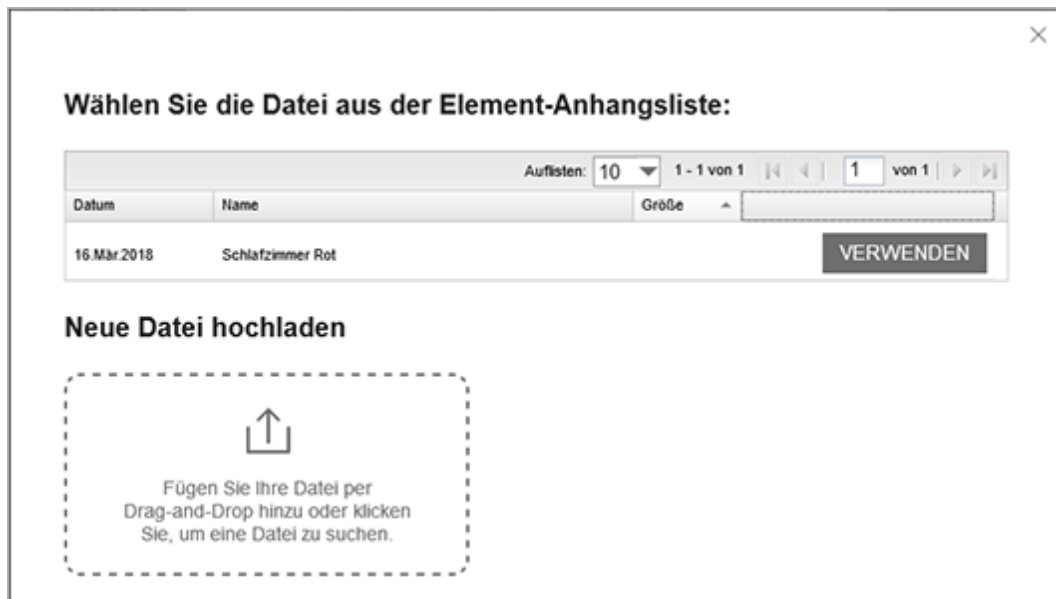 Wählen Sie die Datei aus der Element-Anhangsliste:
Auflisten: 10 1 - 1 von 1 1 von 1
Datum Name Größe
16.Mär.2018 Schlafzimmer Rot VERWENDEN
Neue Datei hochladen
Fügen Sie Ihre Datei per
Drag-and-Drop hinzu oder klicken
Sie, um eine Datei zu suchen.